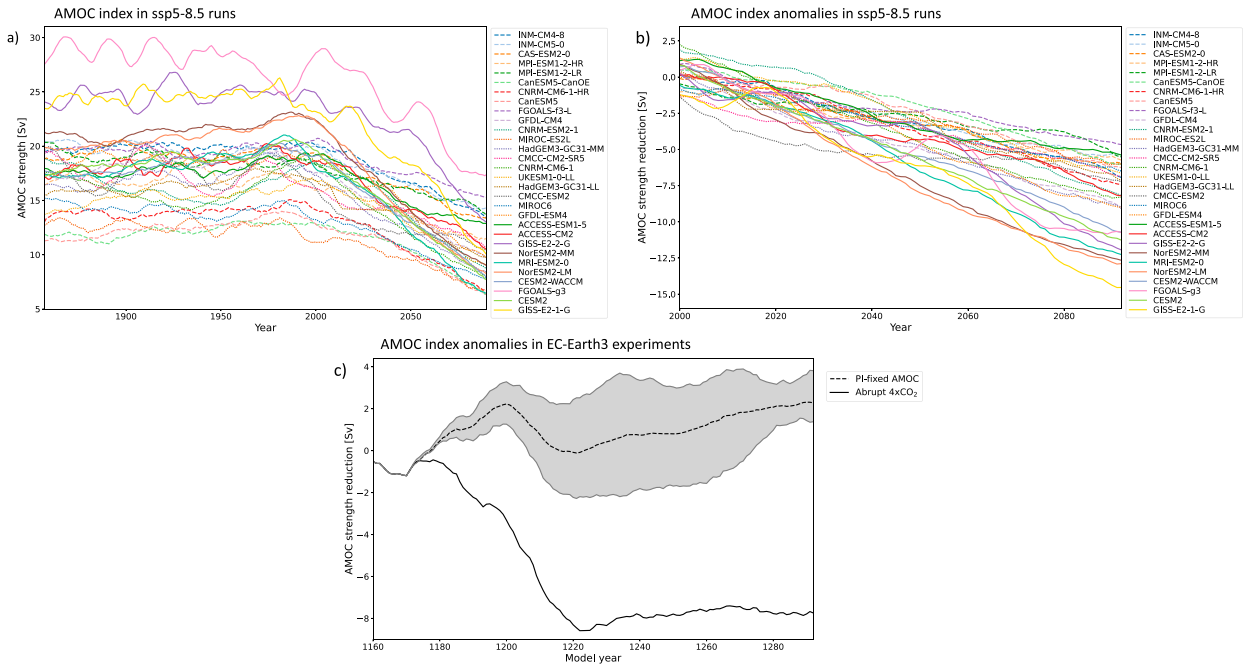 AMOC index in ssp5-8.5 runs
a)
AMOC strength [Sv]
30
25
20
15
10
5
1900
1950
2000
2050
Year
INM-CM4-8
INM-CM5-0
CAS-ESM2-0
MPI-ESM1-2-HR
MPI-ESM1-2-LR
CanESM5-CanOE
CNRM-CM6-1-HR
CanESM5
FGOALS-f3-L
GFDL-CM4
CNRM-ESM2-1
MIROC-ES2L
HadGEM3-GC31-MM
CMCC-CM2-SR5
CNRM-CM6-1
UKESM1-0-LL
HadGEM3-GC31-LL
CMCC-ESM2
MIROC6
GFDL-ESM4
ACCESS-ESM1-5
ACCESS-CM2
GISS-E2-2-G
NorESM2-MM
MRI-ESM2-0
NorESM2-LM
CESM2-WACCM
FGOALS-g3
CESM2
GISS-E2-1-G
AMOC index anomalies in ssp5-8.5 runs
b)
AMOC strength reduction [Sv]
2.5
0.0
−2.5
−5.0
−7.5
−10.0
−12.5
−15.0
2000
2020
2040
2060
2080
Year
INM-CM4-8
INM-CM5-0
CAS-ESM2-0
MPI-ESM1-2-HR
MPI-ESM1-2-LR
CanESM5-CanOE
CNRM-CM6-1-HR
CanESM5
FGOALS-f3-L
GFDL-CM4
CNRM-ESM2-1
MIROC-ES2L
HadGEM3-GC31-MM
CMCC-CM2-SR5
CNRM-CM6-1
UKESM1-0-LL
HadGEM3-GC31-LL
CMCC-ESM2
MIROC6
GFDL-ESM4
ACCESS-ESM1-5
ACCESS-CM2
GISS-E2-2-G
NorESM2-MM
MRI-ESM2-0
NorESM2-LM
CESM2-WACCM
FGOALS-g3
CESM2
GISS-E2-1-G
AMOC index anomalies in EC-Earth3 experiments
c)
AMOC strength reduction [Sv]
4
2
0
−2
−4
−6
−8
1160
1180
1200
1220
1240
1260
1280
Model year
PI-fixed AMOC
Abrupt 4xCO₂